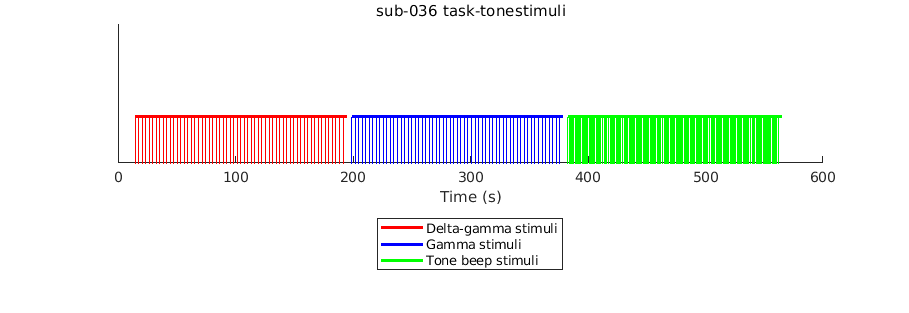 sub-036 task-tonestimuli
0 100 200 300 400 500 600
Time (s)
Delta-gamma stimuli
Gamma stimuli
Tone beep stimuli